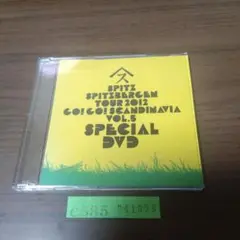 SPITZ
SPITZBERGEN
TOUR 2012
GO! GO! SCANDINAVIA
VOL.5
SPECIAL
DVD